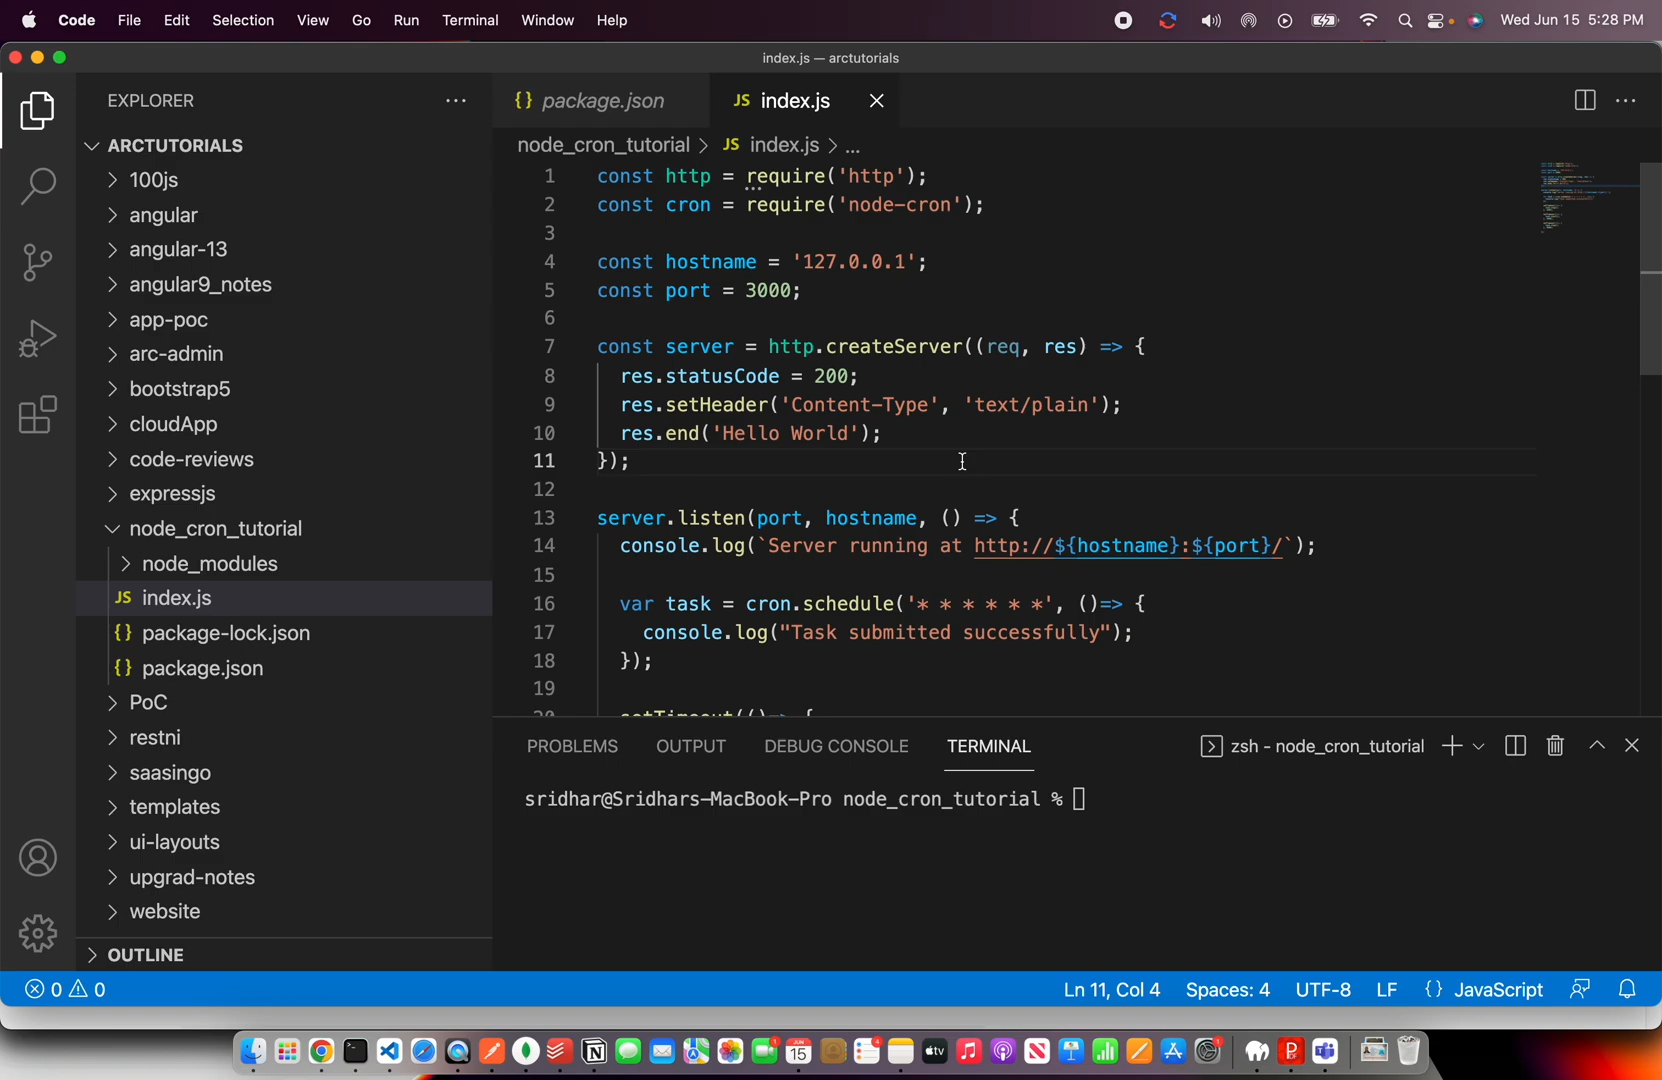 Code File Edit Selection View Go Run Terminal Window Help Wed Jun 15 5:28 PM
index.js — arctutorials
EXPLORER
{} package.json JS index.js
ARCTUTORIALS
node_cron_tutorial > JS index.js > ...
100js
angular
angular-13
angular9_notes
app-poc
arc-admin
bootstrap5
cloudApp
code-reviews
expressjs
node_cron_tutorial
node_modules
JS index.js
{} package-lock.json
{} package.json
PoC
restni
saasingo
templates
ui-layouts
upgrad-notes
website
OUTLINE
1 const http = require('http');
2 const cron = require('node-cron');
3
4 const hostname = '127.0.0.1';
5 const port = 3000;
6
7 const server = http.createServer((req, res) => {
8 res.statusCode = 200;
9 res.setHeader('Content-Type', 'text/plain');
10 res.end('Hello World');
11 });
12
13 server.listen(port, hostname, () => {
14 console.log(`Server running at http://${hostname}:${port}/`);
15
16 var task = cron.schedule('* * * * * *', ()=> {
17 console.log("Task submitted successfully");
18 });
19
20 setTimeout(()=> {
PROBLEMS OUTPUT DEBUG CONSOLE TERMINAL zsh - node_cron_tutorial
sridhar@Sridhars-MacBook-Pro node_cron_tutorial %
0 0 Ln 11, Col 4 Spaces: 4 UTF-8 LF {} JavaScript